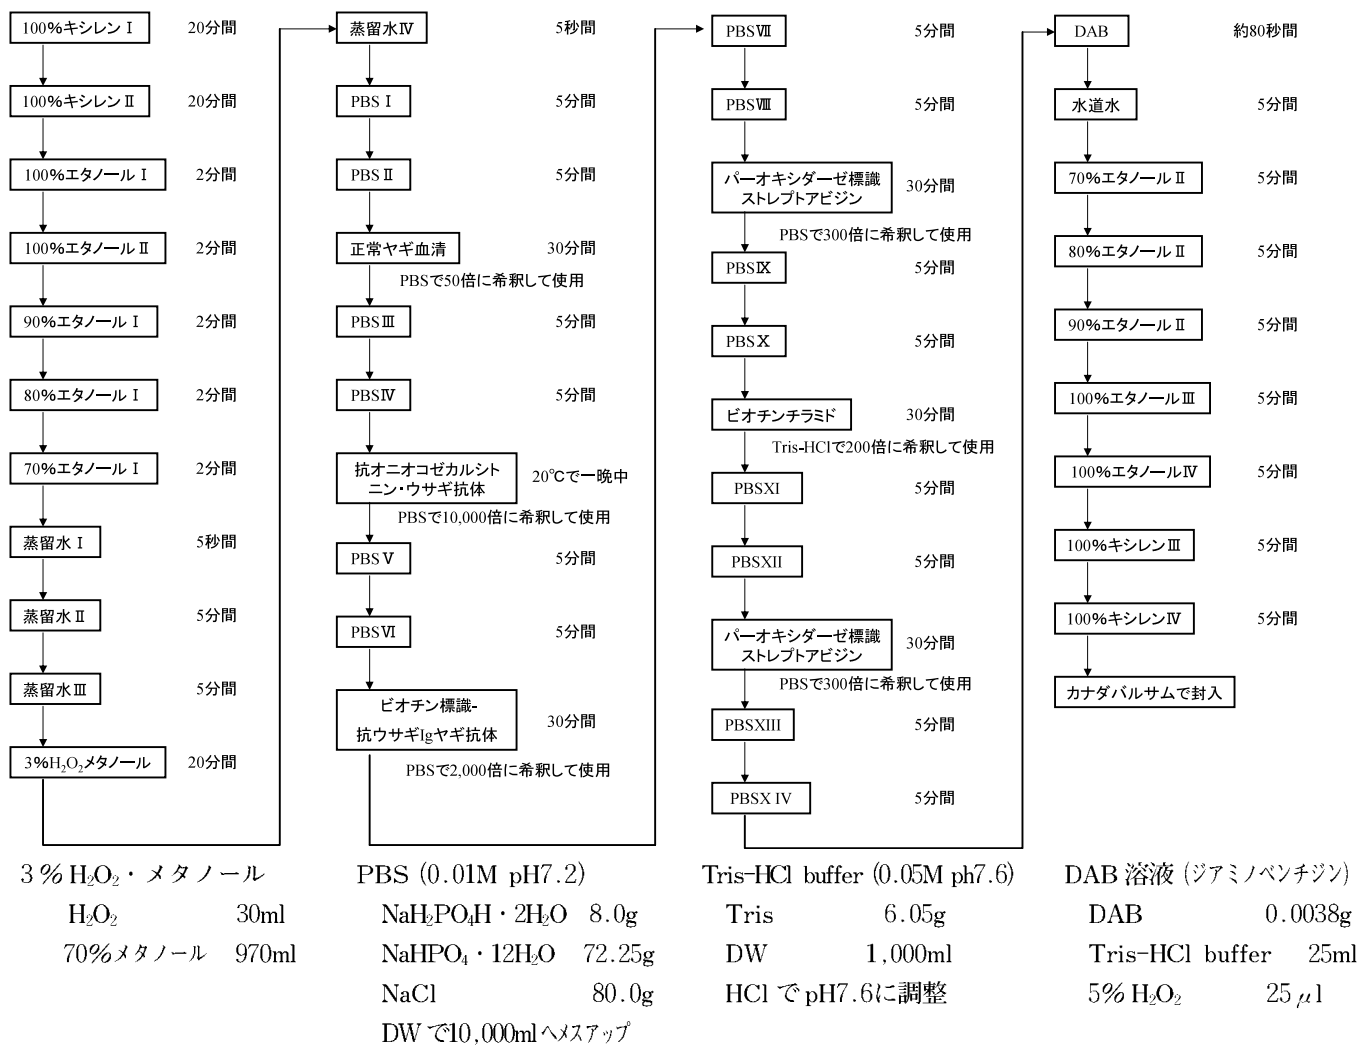 100%キシレンⅠ 20分間
100%キシレンⅡ 20分間
100%エタノールⅠ 2分間
100%エタノールⅡ 2分間
90%エタノールⅠ 2分間
80%エタノールⅠ 2分間
70%エタノールⅠ 2分間
蒸留水Ⅰ 5秒間
蒸留水Ⅱ 5分間
蒸留水Ⅲ 5分間
3%H₂O₂メタノール 20分間
蒸留水Ⅳ 5秒間
PBSⅠ 5分間
PBSⅡ 5分間
正常ヤギ血清 30分間
PBSで50倍に希釈して使用
PBSⅢ 5分間
PBSⅣ 5分間
抗オニオコゼカルシト
ニン・ウサギ抗体 20℃で一晩中
PBSで10,000倍に希釈して使用
PBSⅤ 5分間
PBSⅥ 5分間
ビオチン標識-
抗ウサギIgヤギ抗体 30分間
PBSで2,000倍に希釈して使用
PBSⅦ 5分間
PBSⅧ 5分間
パーオキシダーゼ標識
ストレプトアビジン 30分間
PBSで300倍に希釈して使用
PBSⅨ 5分間
PBSⅩ 5分間
ビオチンチラミド 30分間
Tris-HClで200倍に希釈して使用
PBSXI 5分間
PBSXII 5分間
パーオキシダーゼ標識
ストレプトアビジン 30分間
PBSで300倍に希釈して使用
PBSXIII 5分間
PBSX IV 5分間
DAB 約80秒間
水道水 5分間
70%エタノールⅡ 5分間
80%エタノールⅡ 5分間
90%エタノールⅡ 5分間
100%エタノールⅢ 5分間
100%エタノールⅣ 5分間
100%キシレンⅢ 5分間
100%キシレンⅣ 5分間
カナダバルサムで封入
3% H₂O₂・メタノール
H₂O₂ 30ml
70%メタノール 970ml
PBS (0.01M pH7.2)
NaH₂PO₄H・2H₂O 8.0g
NaHPO₄・12H₂O 72.25g
NaCl 80.0g
DWで10,000mlへメスアップ
Tris-HCl buffer (0.05M ph7.6)
Tris 6.05g
DW 1,000ml
HClでpH7.6に調整
DAB溶液 (ジアミノベンチジン)
DAB 0.0038g
Tris-HCl buffer 25ml
5% H₂O₂ 25μl